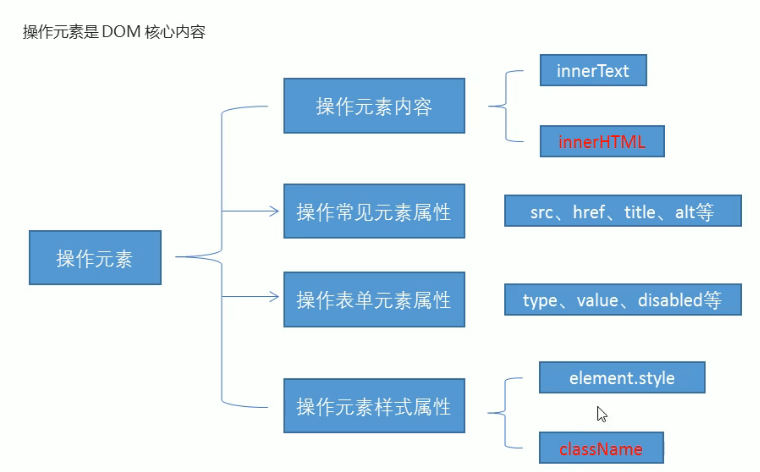 操作元素是 DOM 核心内容
操作元素
操作元素内容
innerText
innerHTML
操作常见元素属性
src、href、title、alt等
操作表单元素属性
type、value、disabled等
操作元素样式属性
element.style
className